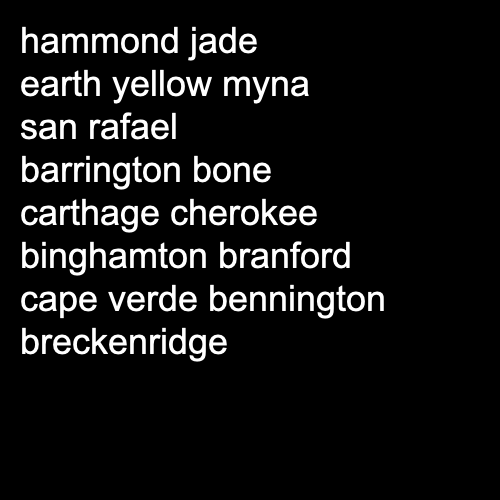 hammond jade
earth yellow myna
san rafael
barrington bone
carthage cherokee
binghamton branford
cape verde bennington
breckenridge